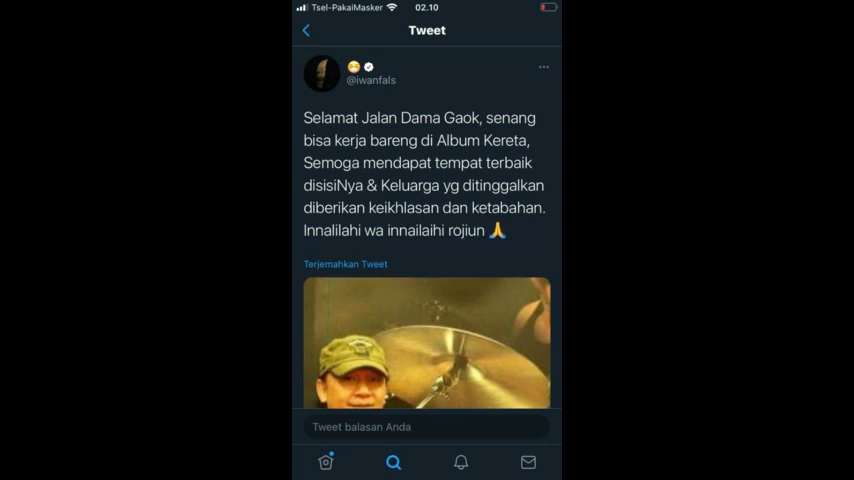 Tsel-PakaiMasker 02.10
Tweet
@iwanfals
Selamat Jalan Dama Gaok, senang
bisa kerja bareng di Album Kereta,
Semoga mendapat tempat terbaik
disisiNya & Keluarga yg ditinggalkan
diberikan keikhlasan dan ketabahan.
Innalilahi wa innailaihi rojiun 🙏
Terjemahkan Tweet
Tweet balasan Anda